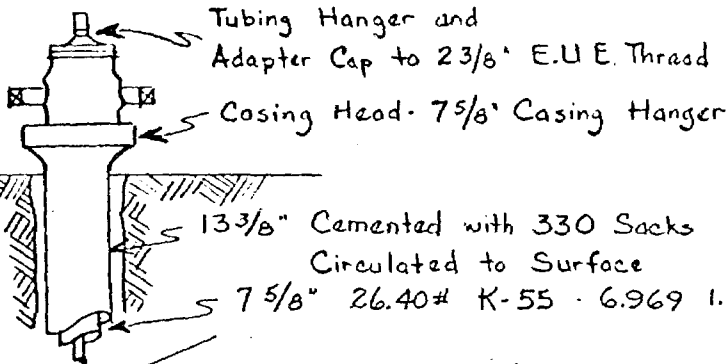 Tubing Hanger and
Adapter Cap to 2 3/8" E.U.E. Thread
Casing Head - 7 5/8" Casing Hanger
13 3/8" Cemented with 330 Sacks
Circulated to Surface
7 5/8" 26.40# K-55 - 6.969 I.